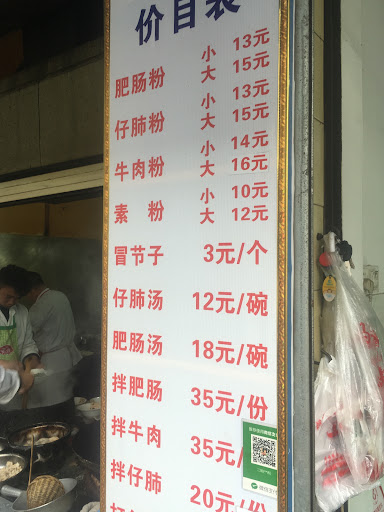 价目表
肥肠粉 小 13元
大 15元
仔肺粉 小 13元
大 15元
牛肉粉 小 14元
大 16元
素 粉 小 10元
大 12元
冒节子 3元/个
仔肺汤 12元/碗
肥肠汤 18元/碗
拌肥肠 35元/份
拌牛肉 35元/
拌仔肺 20元/份